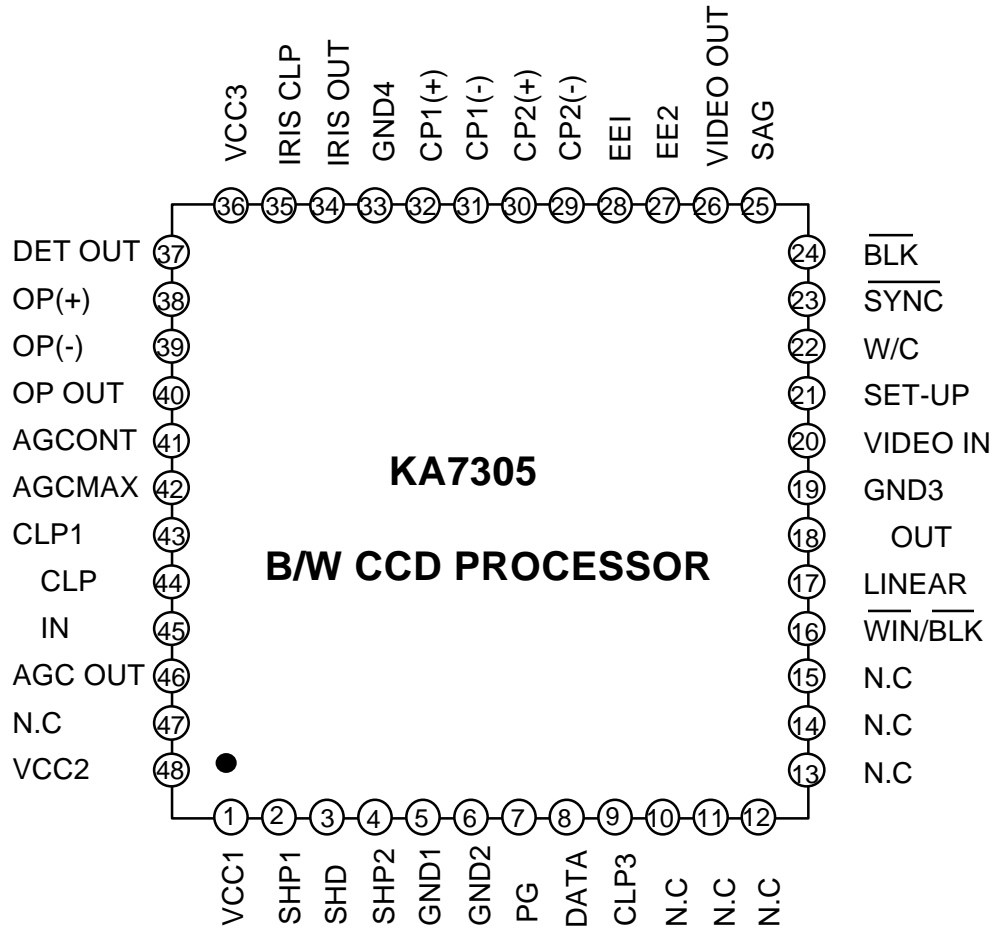 VCC3
IRIS CLP
IRIS OUT
GND4
CP1(+)
CP1(-)
CP2(+)
CP2(-)
EEI
EE2
VIDEO OUT
SAG
36 35 34 33 32 31 30 29 28 27 26 25
DET OUT 37
OP(+) 38
OP(-) 39
OP OUT 40
AGCONT 41
AGCMAX 42
CLP1 43
CLP 44
IN 45
AGC OUT 46
N.C 47
VCC2 48
KA7305
B/W CCD PROCESSOR
24 BLK
23 SYNC
22 W/C
21 SET-UP
20 VIDEO IN
19 GND3
18 OUT
17 LINEAR
16 WIN/BLK
15 N.C
14 N.C
13 N.C
1 2 3 4 5 6 7 8 9 10 11 12
VCC1
SHP1
SHD
SHP2
GND1
GND2
PG
DATA
CLP3
N.C
N.C
N.C